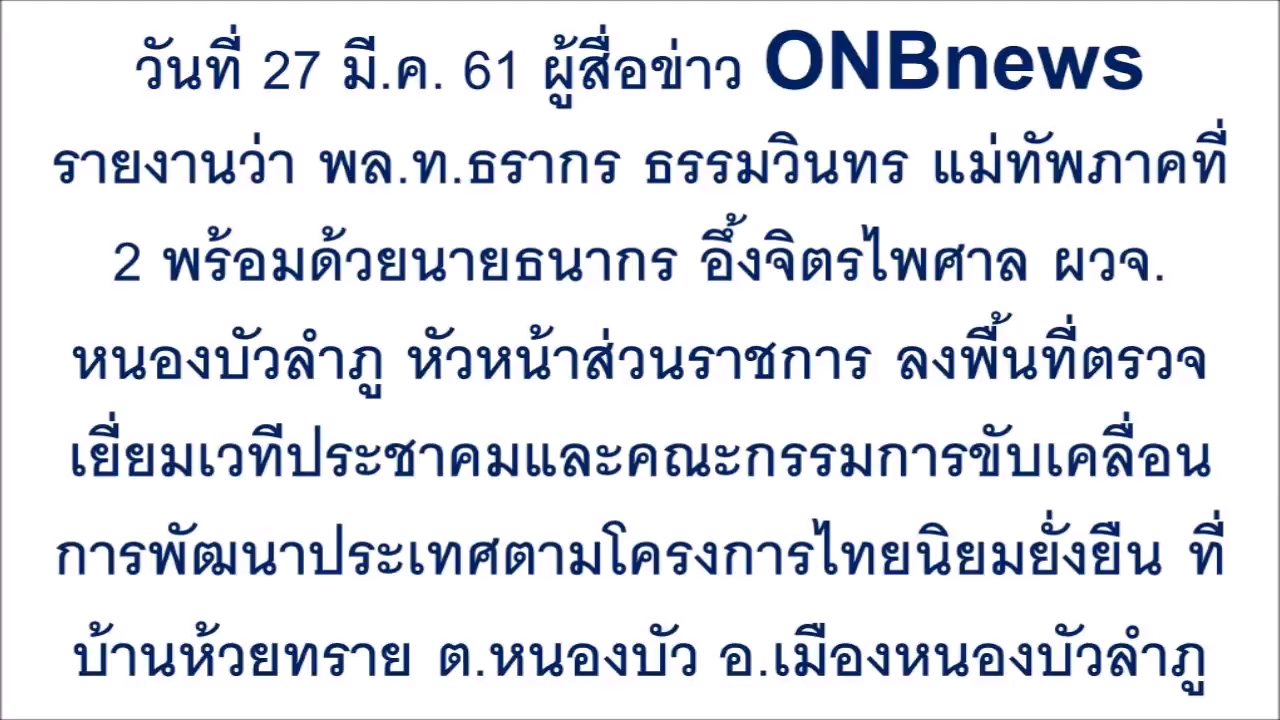 วันที่ 27 มี.ค. 61 ผู้สื่อข่าว ONBnews
รายงานว่า พล.ท.ธรากร ธรรมวินทร แม่ทัพภาคที่
2 พร้อมด้วยนายธนากร อึ้งจิตรไพศาล ผวจ.
หนองบัวลำภู หัวหน้าส่วนราชการ ลงพื้นที่ตรวจ
เยี่ยมเวทีประชาคมและคณะกรรมการขับเคลื่อน
การพัฒนาประเทศตามโครงการไทยนิยมยั่งยืน ที่
บ้านห้วยทราย ต.หนองบัว อ.เมืองหนองบัวลำภู